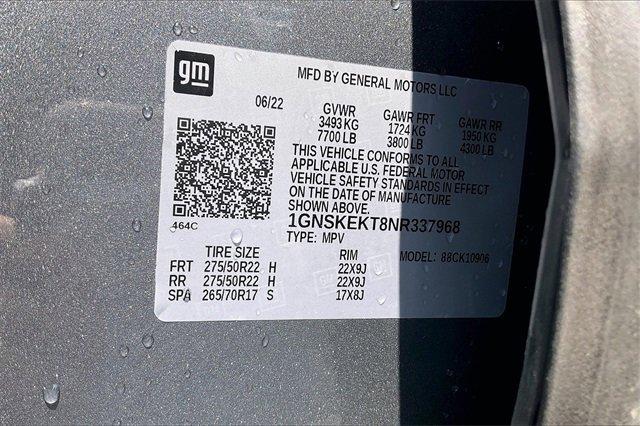 gm
MFD BY GENERAL MOTORS LLC
06/22
GVWR GAWR FRT GAWR RR
3493 KG 1724 KG 1950 KG
7700 LB 3800 LB 4300 LB
THIS VEHICLE CONFORMS TO ALL
APPLICABLE U.S. FEDERAL MOTOR
VEHICLE SAFETY STANDARDS IN EFFECT
ON THE DATE OF MANUFACTURE
SHOWN ABOVE.
464C
1GNSKEKT8NR337968
TYPE: MPV
MODEL: 88CK10906
TIRE SIZE RIM
FRT 275/50R22 H 22X9J
RR 275/50R22 H 22X9J
SPA 265/70R17 S 17X8J